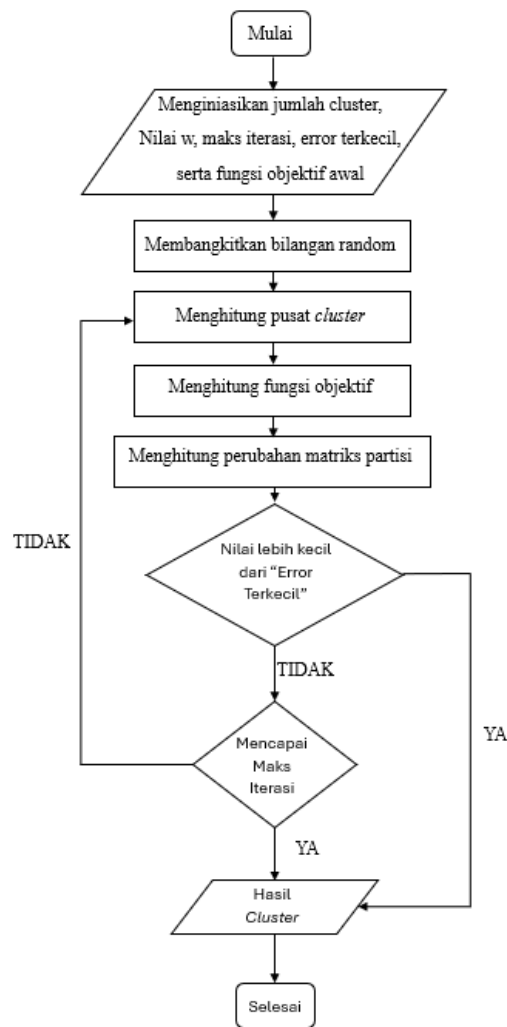 Mulai
Menginiasikan jumlah cluster,
Nilai w, maks iterasi, error terkecil,
serta fungsi objektif awal
Membangkitkan bilangan random
Menghitung pusat cluster
Menghitung fungsi objektif
Menghitung perubahan matriks partisi
Nilai lebih kecil
dari “Error
Terkecil”
TIDAK
TIDAK
YA
Mencapai
Maks
Iterasi
YA
Hasil
Cluster
Selesai